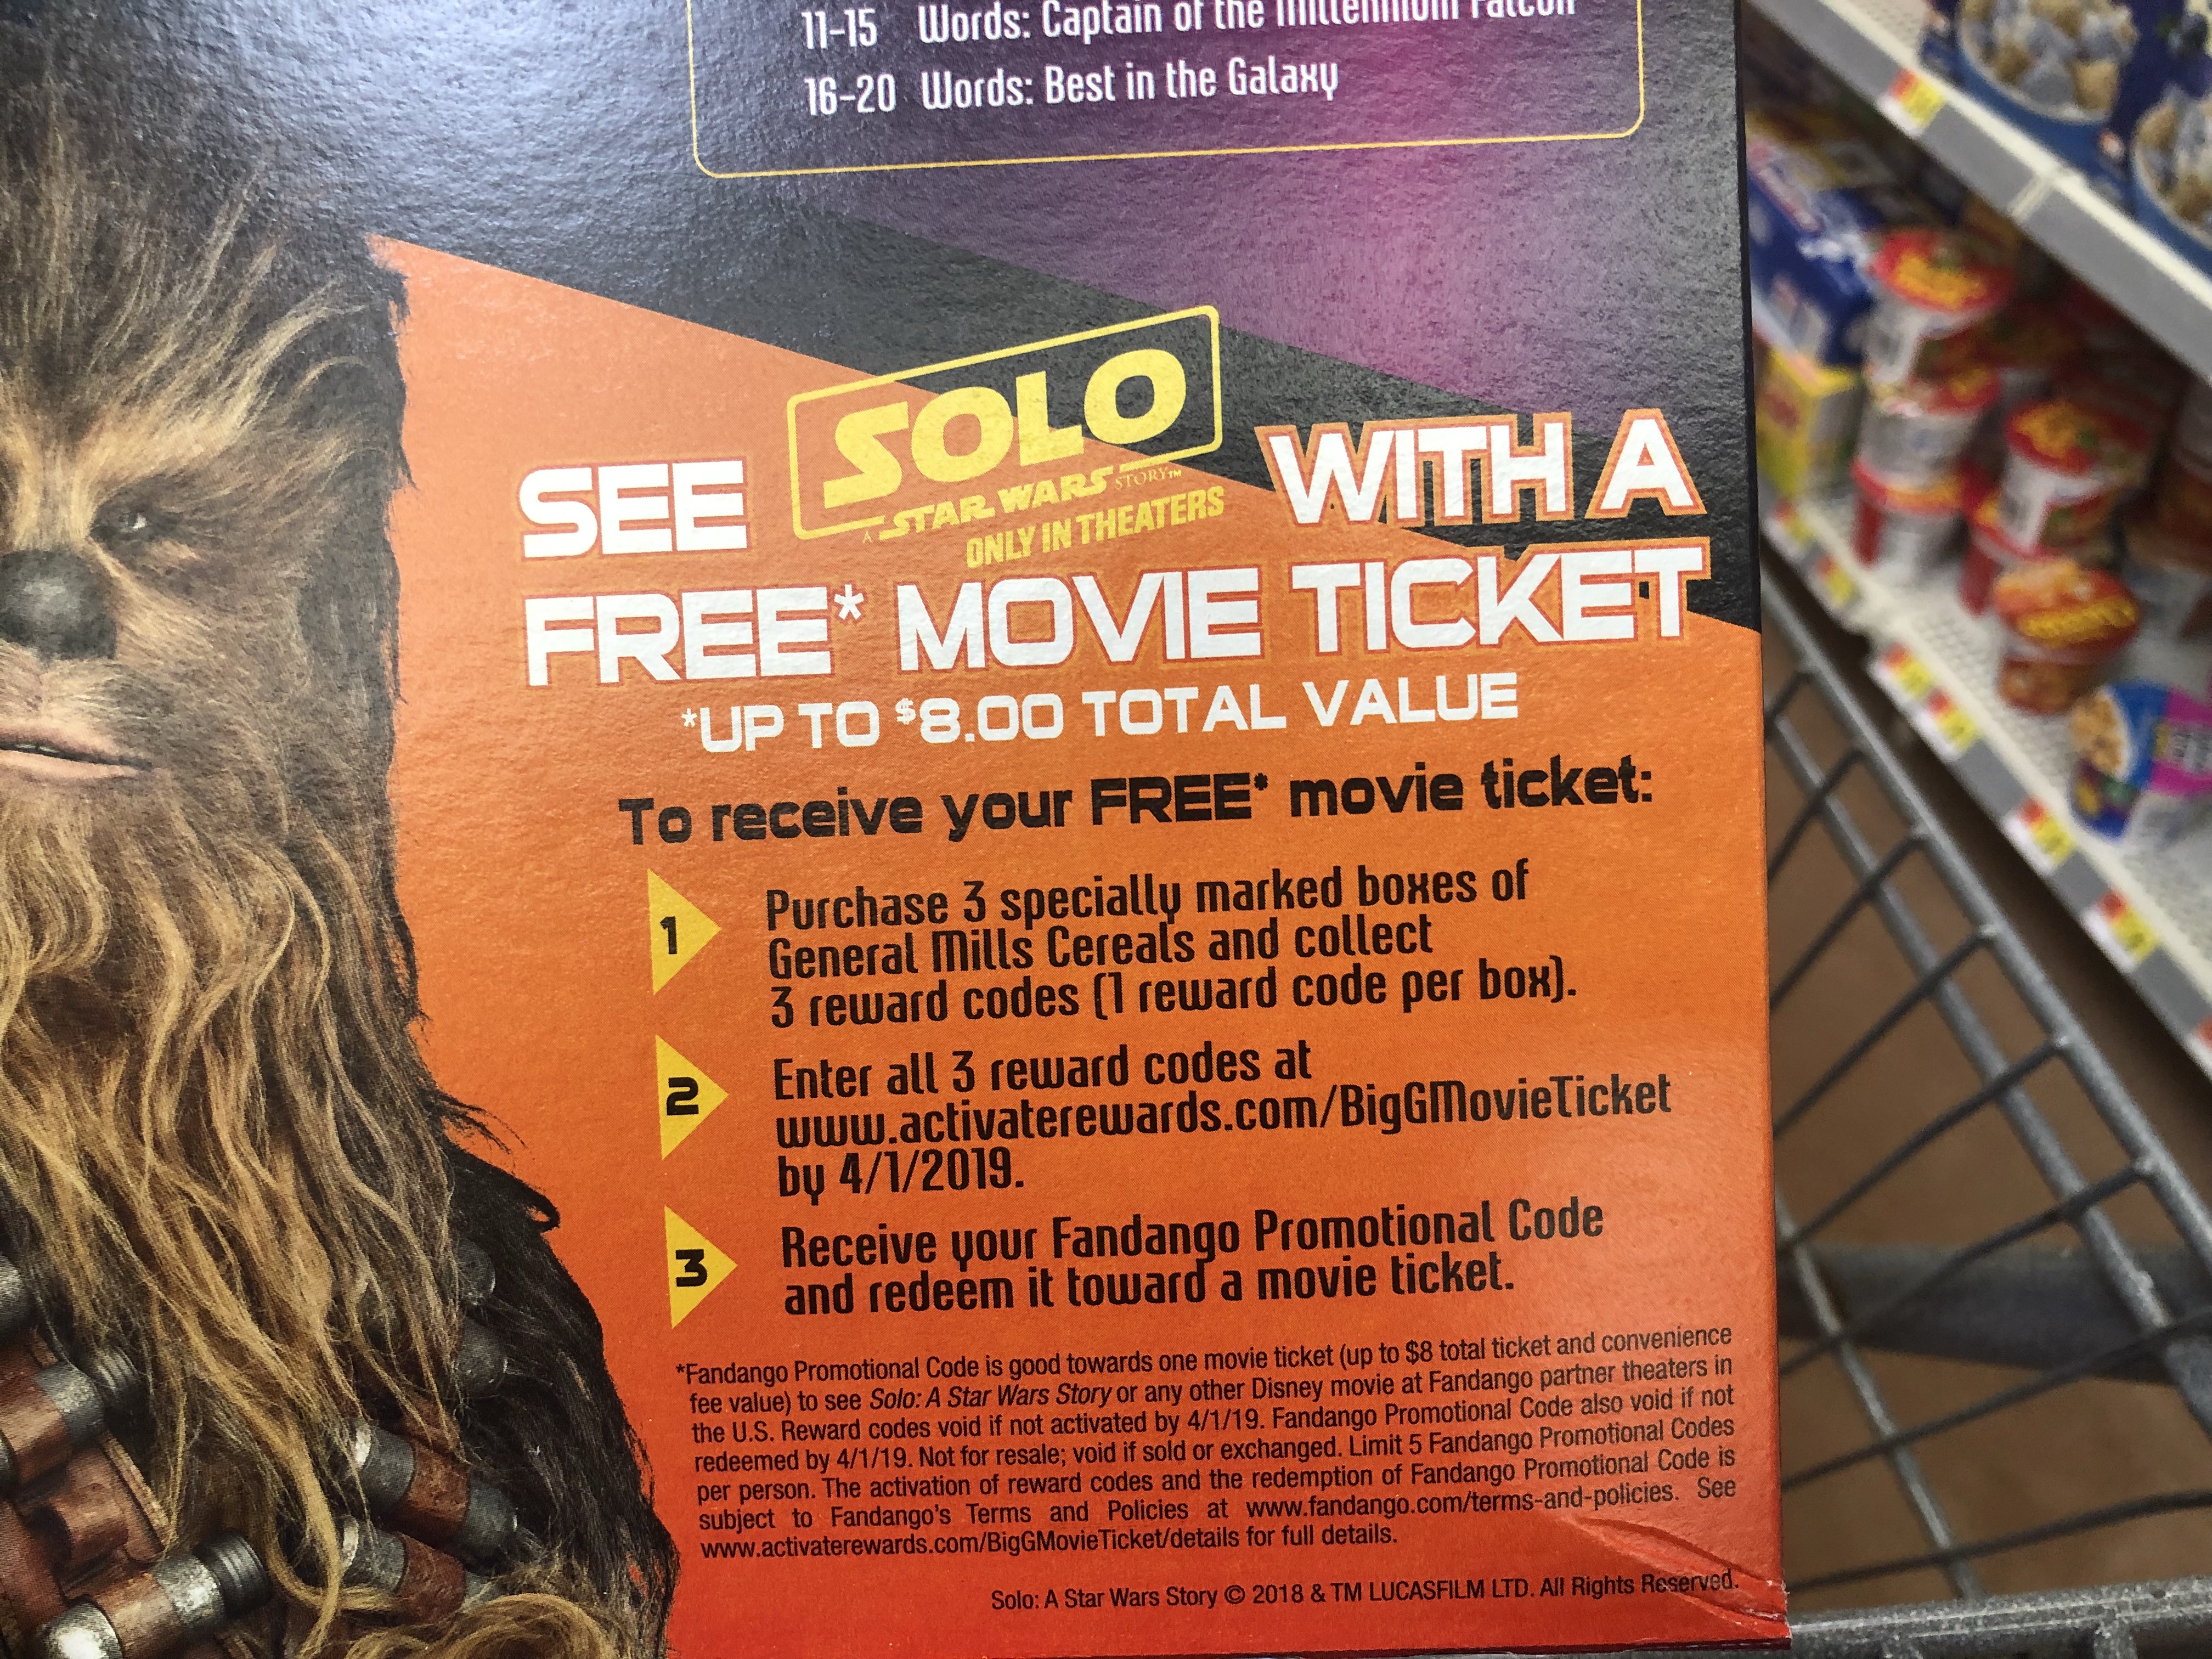 11-15 Words: Captain of the Millennium Falcon
16-20 Words: Best in the Galaxy
SOLO
A STAR WARS STORY™
ONLY IN THEATERS
SEE WITH A
FREE* MOVIE TICKET
*UP TO $8.00 TOTAL VALUE
To receive your FREE* movie ticket:
1 Purchase 3 specially marked boxes of
General Mills Cereals and collect
3 reward codes (1 reward code per box).
2 Enter all 3 reward codes at
www.activaterewards.com/BigGMovieTicket
by 4/1/2019.
3 Receive your Fandango Promotional Code
and redeem it toward a movie ticket.
*Fandango Promotional Code is good towards one movie ticket (up to $8 total ticket and convenience
fee value) to see Solo: A Star Wars Story or any other Disney movie at Fandango partner theaters in
the U.S. Reward codes void if not activated by 4/1/19. Fandango Promotional Code also void if not
redeemed by 4/1/19. Not for resale; void if sold or exchanged. Limit 5 Fandango Promotional Codes
per person. The activation of reward codes and the redemption of Fandango Promotional Code is
subject to Fandango's Terms and Policies at www.fandango.com/terms-and-policies. See
www.activaterewards.com/BigGMovieTicket/details for full details.
Solo: A Star Wars Story © 2018 & TM LUCASFILM LTD. All Rights Reserved.